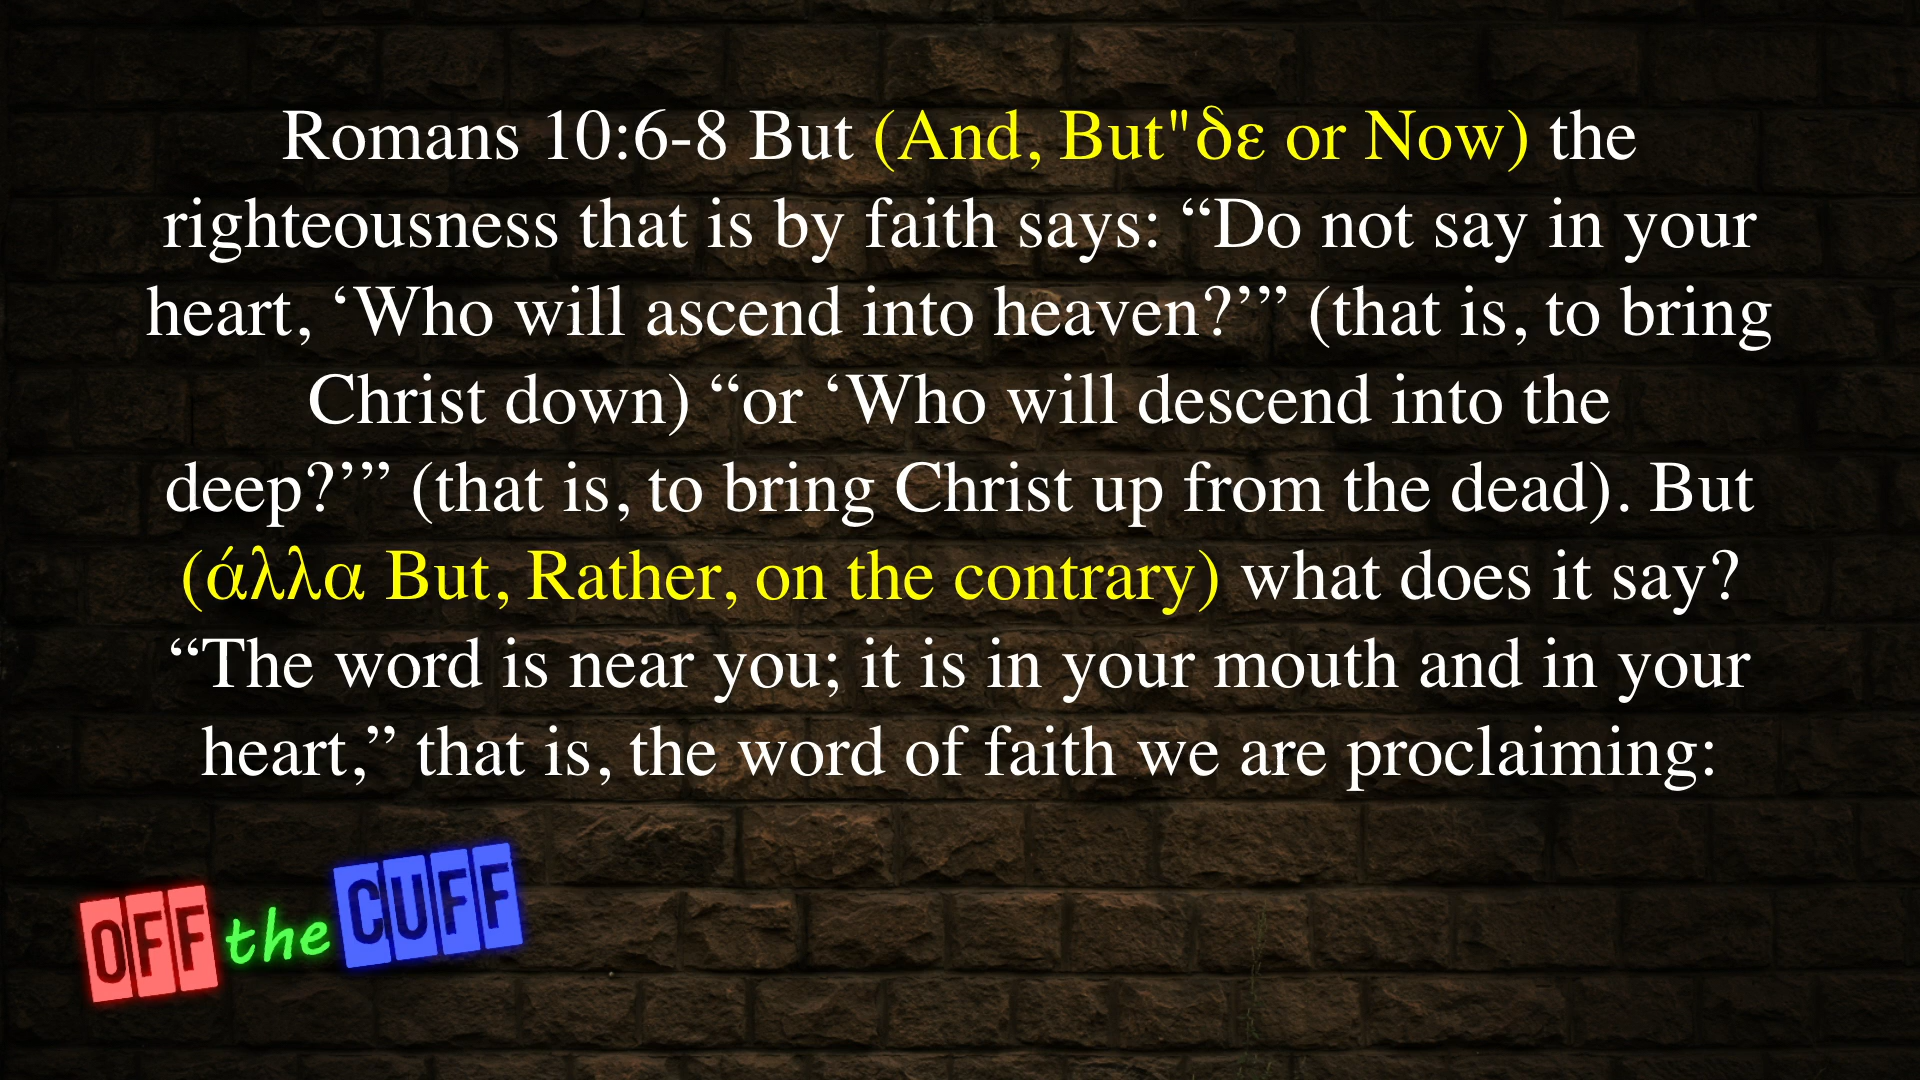 Romans 10:6-8 But (And, But"δε or Now) the
righteousness that is by faith says: “Do not say in your
heart, ‘Who will ascend into heaven?’” (that is, to bring
Christ down) “or ‘Who will descend into the
deep?’” (that is, to bring Christ up from the dead). But
(άλλα But, Rather, on the contrary) what does it say?
“The word is near you; it is in your mouth and in your
heart,” that is, the word of faith we are proclaiming:
OFF the CUFF